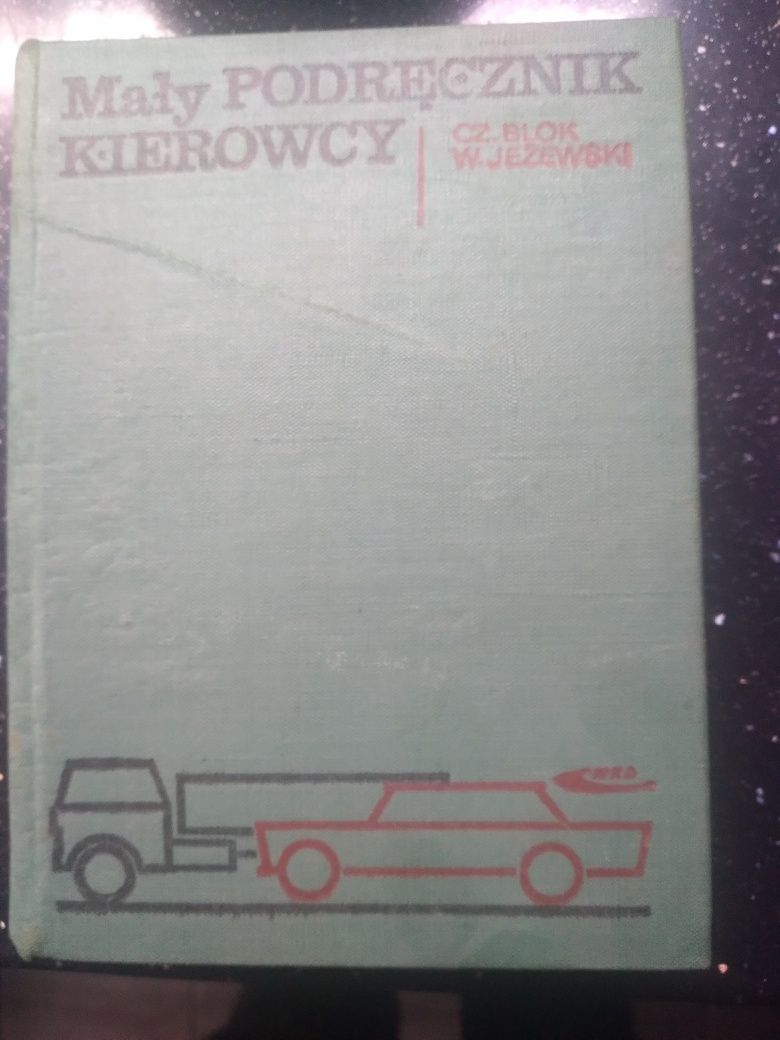 Mały PODRĘCZNIK
KIEROWCY
CZ. BLOK
W. JEŻEWSKI